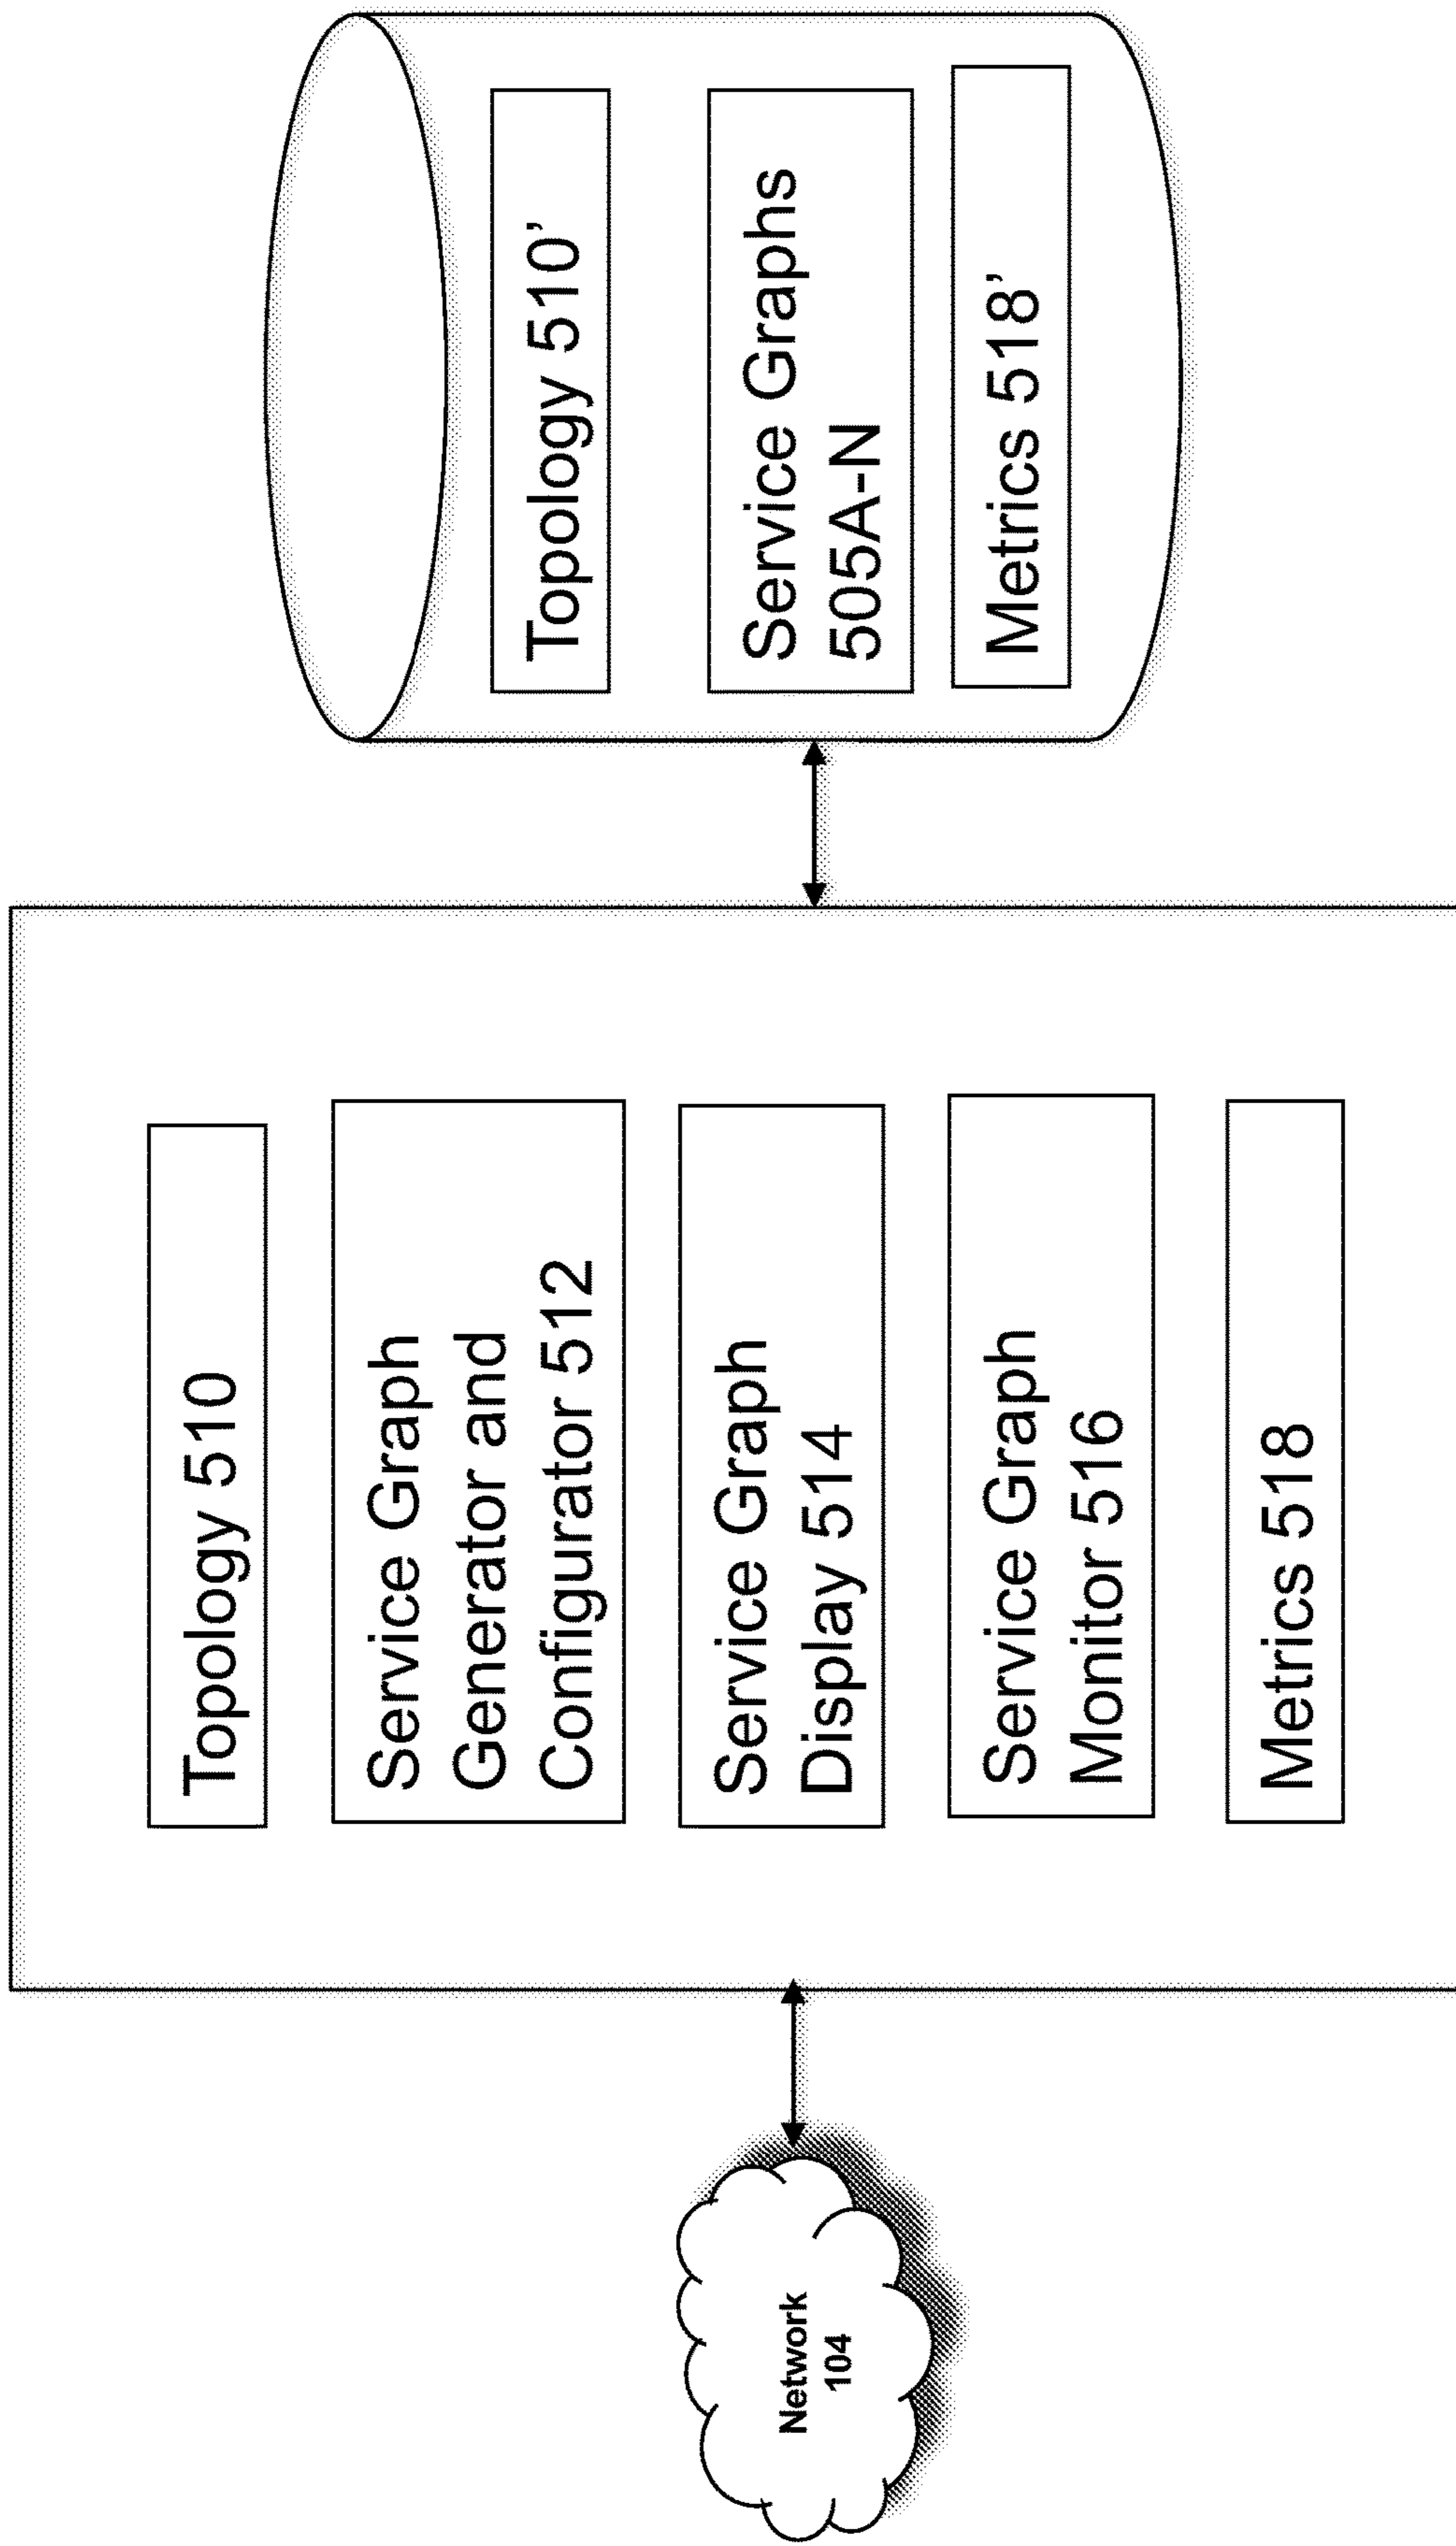 Network
104
Topology 510
Service Graph
Generator and
Configurator 512
Service Graph
Display 514
Service Graph
Monitor 516
Metrics 518
Topology 510’
Service Graphs
505A-N
Metrics 518’